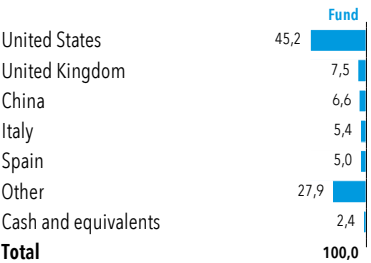 Fund
United States 45,2
United Kingdom 7,5
China 6,6
Italy 5,4
Spain 5,0
Other 27,9
Cash and equivalents 2,4
Total 100,0